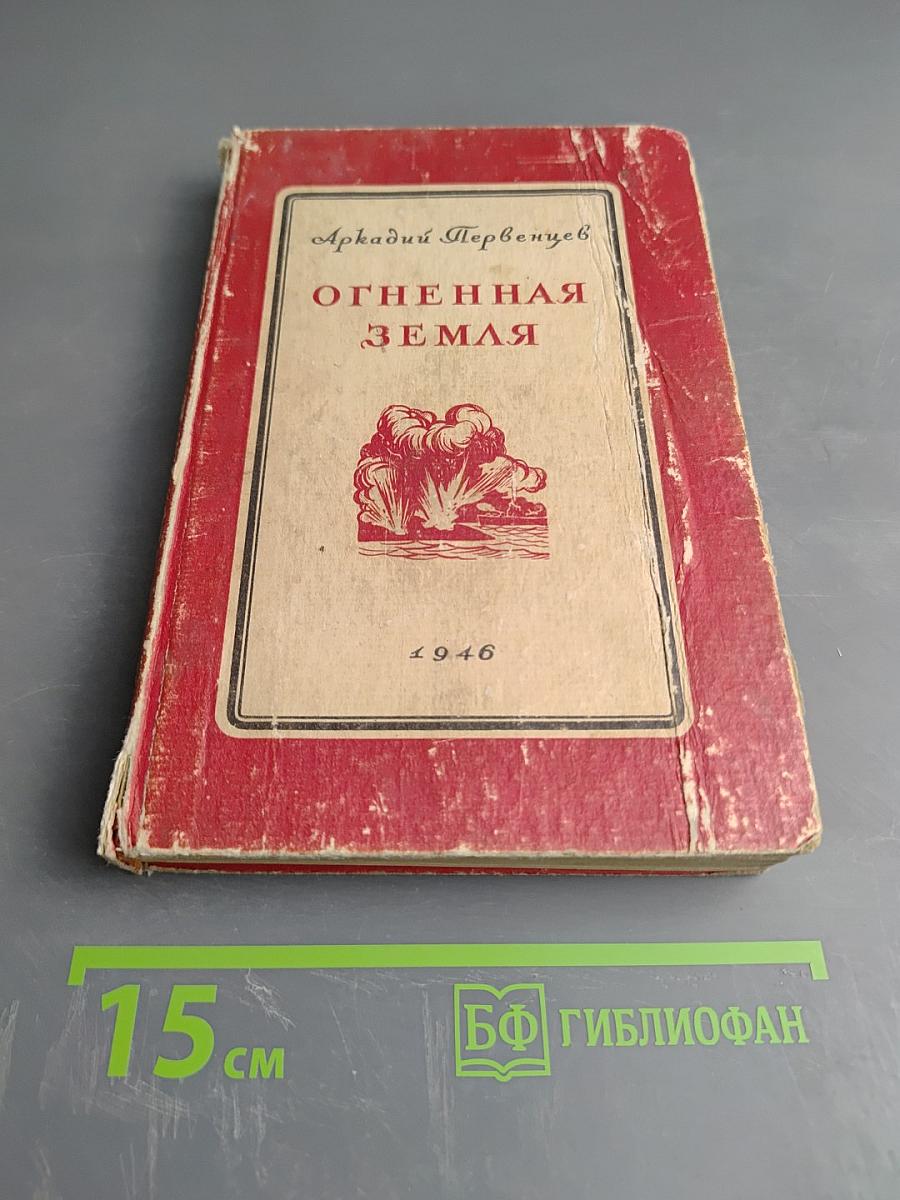 Аркадий Первенцев
ОГНЕННАЯ
ЗЕМЛЯ
1946
15 см
БФ ГИБЛИОФАН